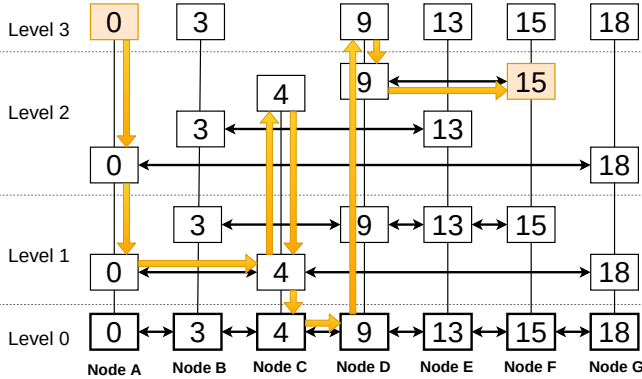 Level 3 0 3 9 13 15 18
9 15
4
Level 2
3 13
0 18
3 9 13 15
Level 1
0 4 18
Level 0 0 3 4 9 13 15 18
Node A Node B Node C Node D Node E Node F Node G